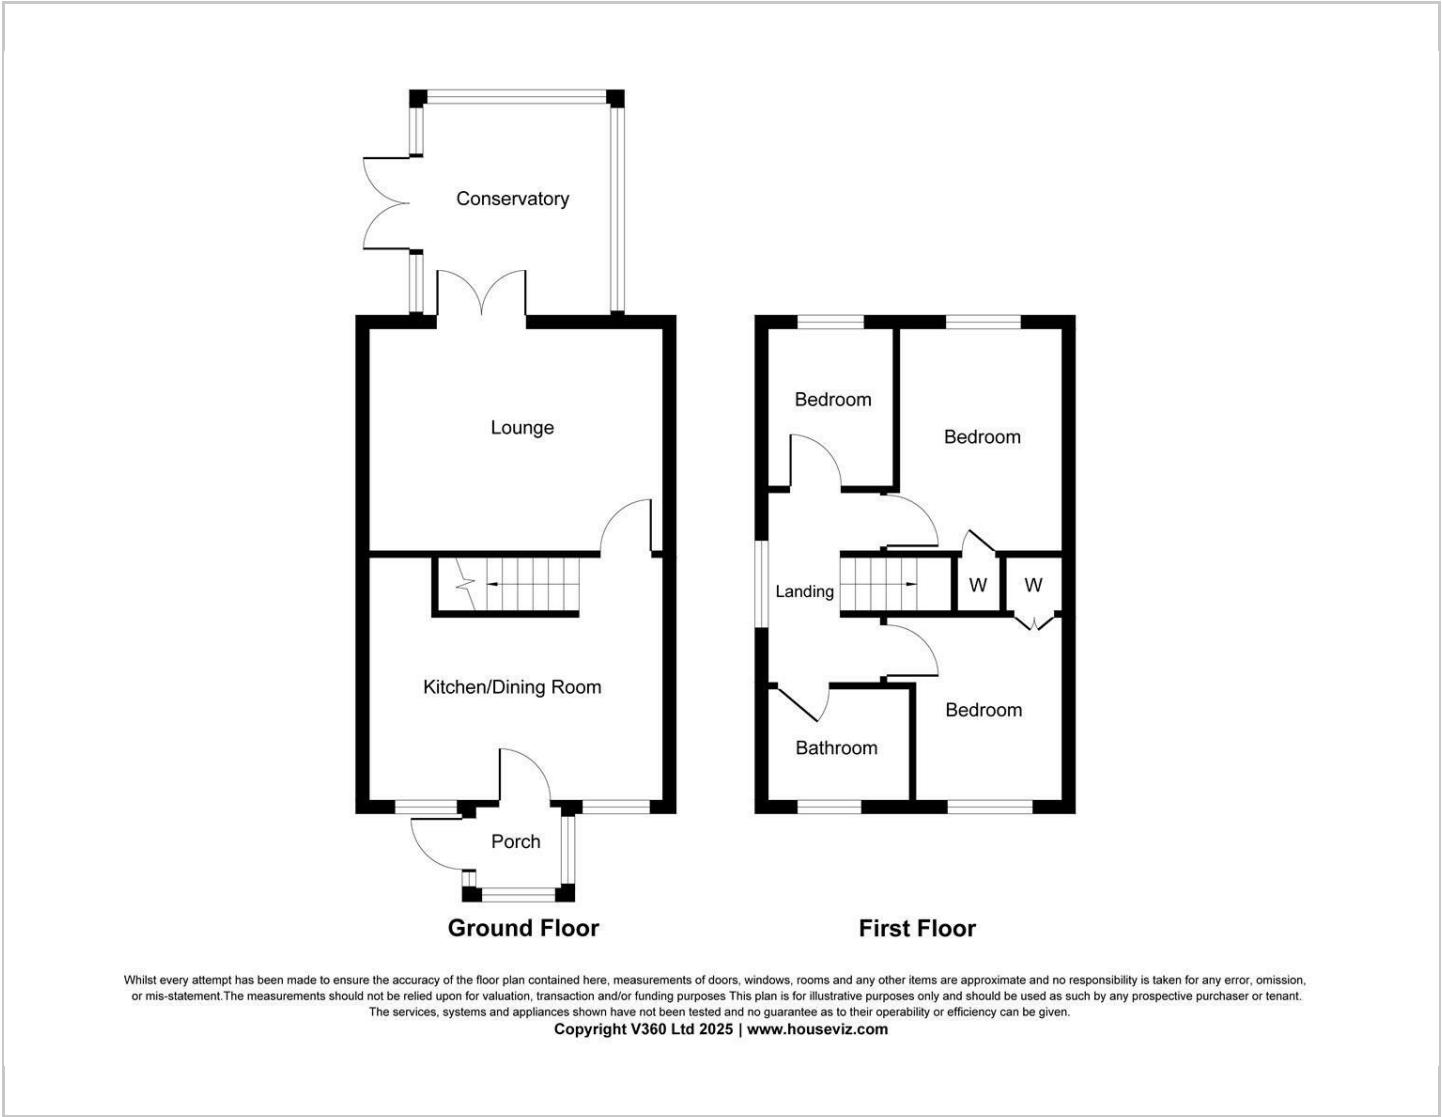 Conservatory
Lounge
Kitchen/Dining Room
Porch
Ground Floor
Bedroom
Bedroom
Landing
W
W
Bedroom
Bathroom
First Floor
Whilst every attempt has been made to ensure the accuracy of the floor plan contained here, measurements of doors, windows, rooms and any other items are approximate and no responsibility is taken for any error, omission,
or mis-statement.The measurements should not be relied upon for valuation, transaction and/or funding purposes This plan is for illustrative purposes only and should be used as such by any prospective purchaser or tenant.
The services, systems and appliances shown have not been tested and no guarantee as to their operability or efficiency can be given.
Copyright V360 Ltd 2025 | www.houseviz.com